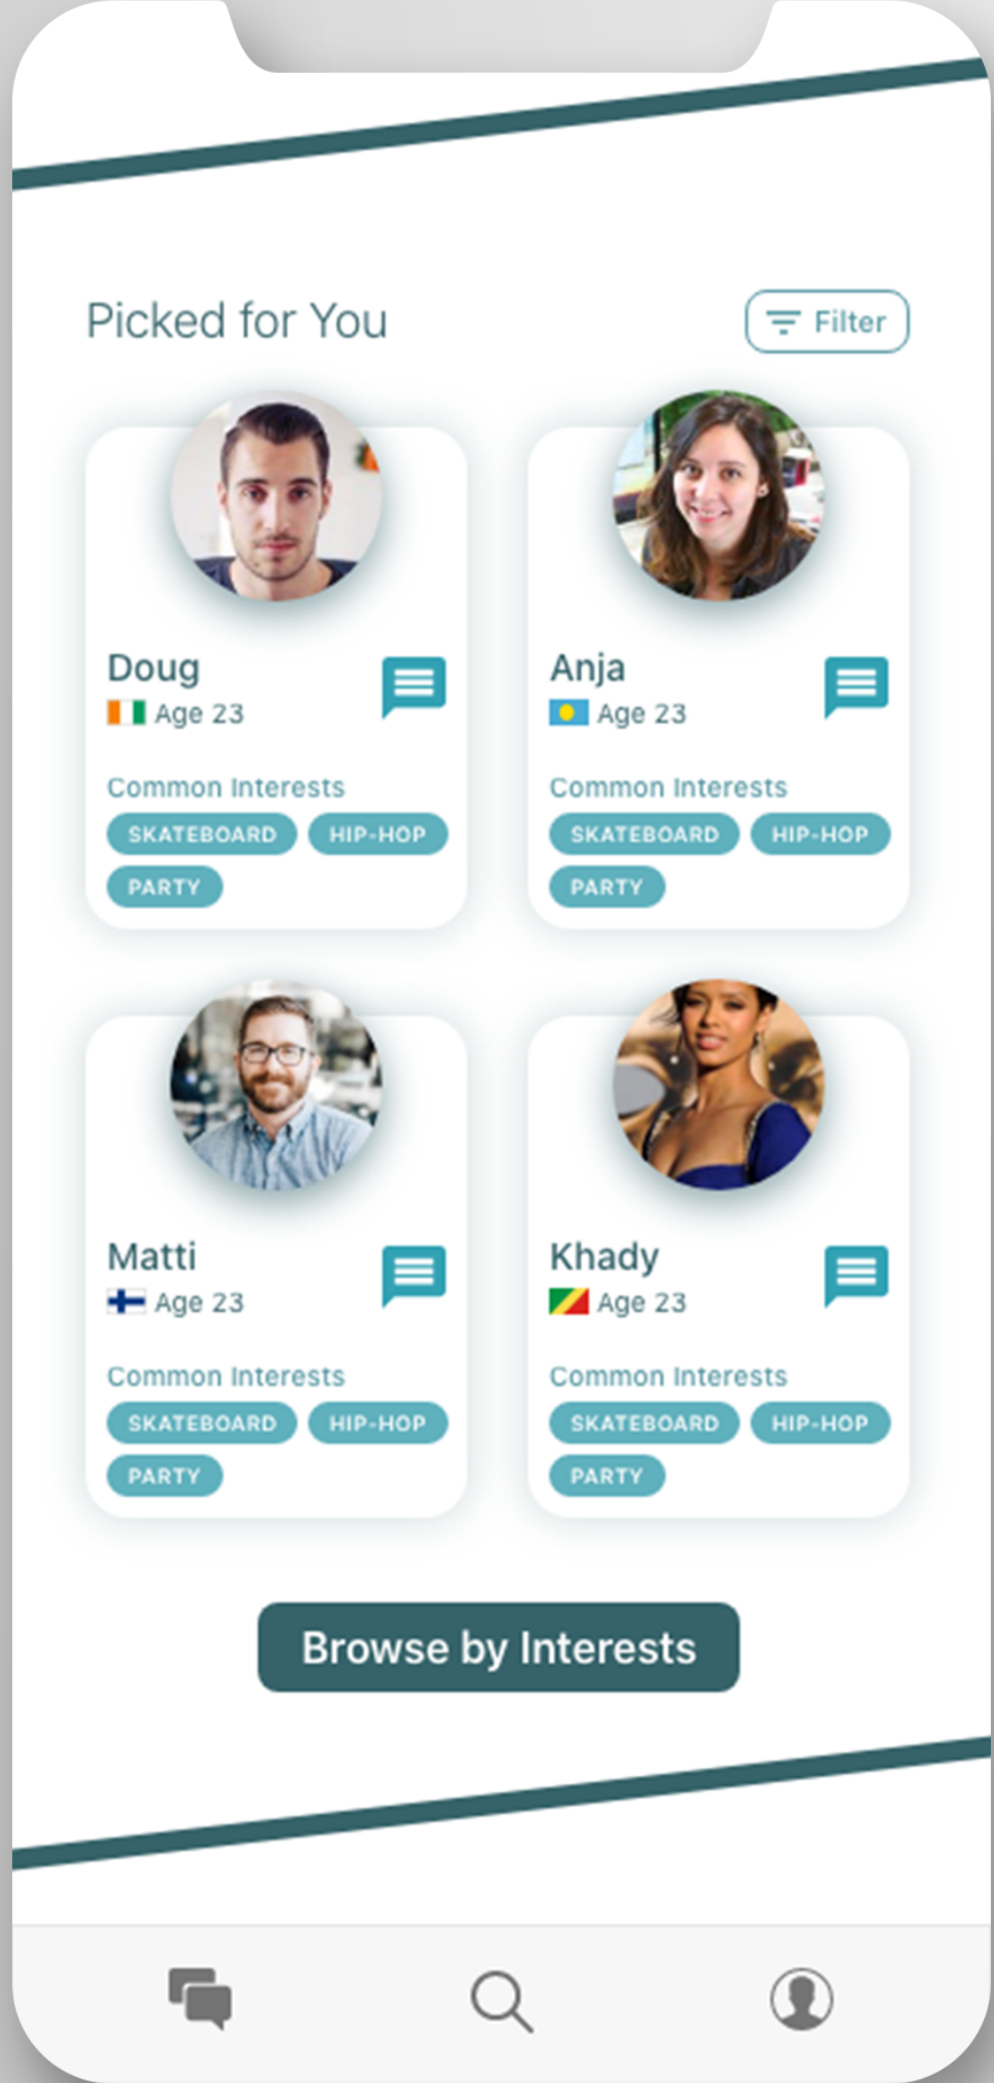 Picked for You
Filter
Doug
Age 23
Common Interests
SKATEBOARD HIP-HOP
PARTY
Anja
Age 23
Common Interests
SKATEBOARD HIP-HOP
PARTY
Matti
Age 23
Common Interests
SKATEBOARD HIP-HOP
PARTY
Khady
Age 23
Common Interests
SKATEBOARD HIP-HOP
PARTY
Browse by Interests